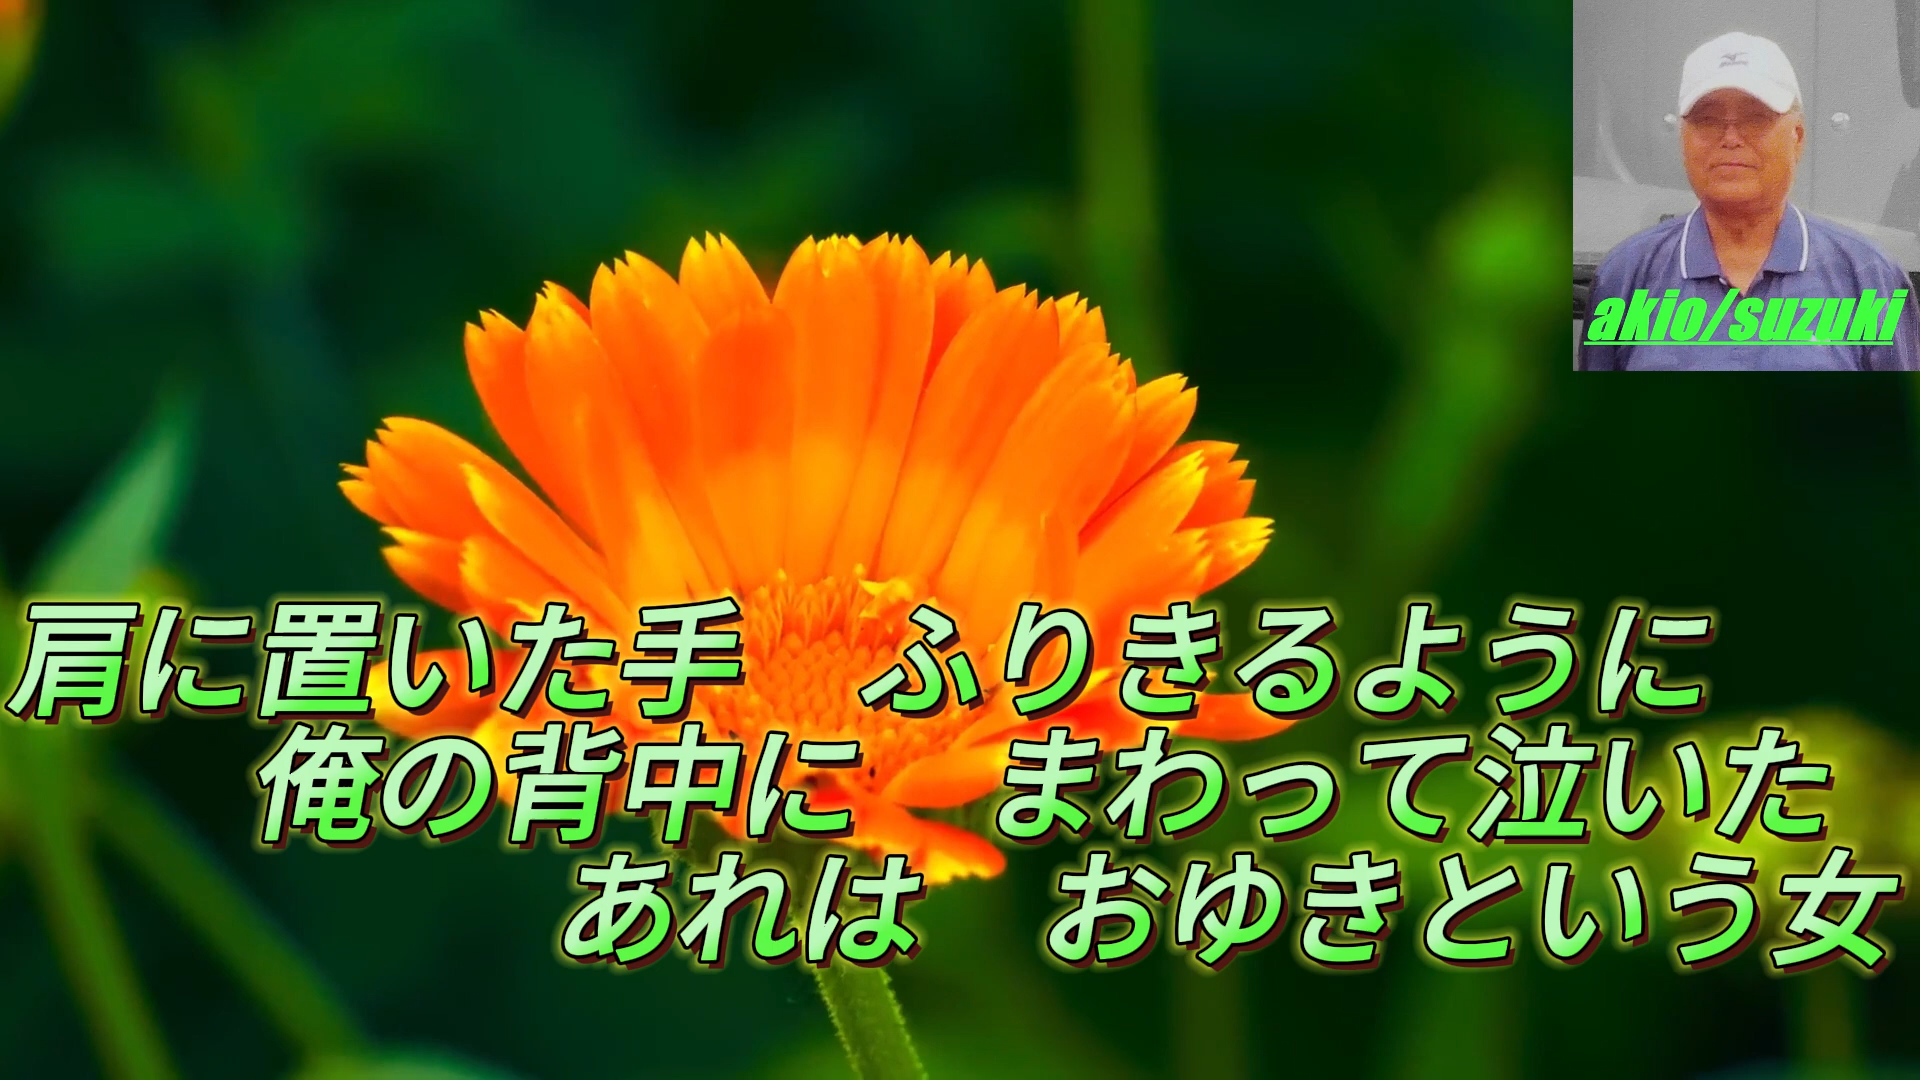 akio/suzuki
肩に置いた手　ふりきるように
俺の背中に　まわって泣いた
あれは　おゆきという女